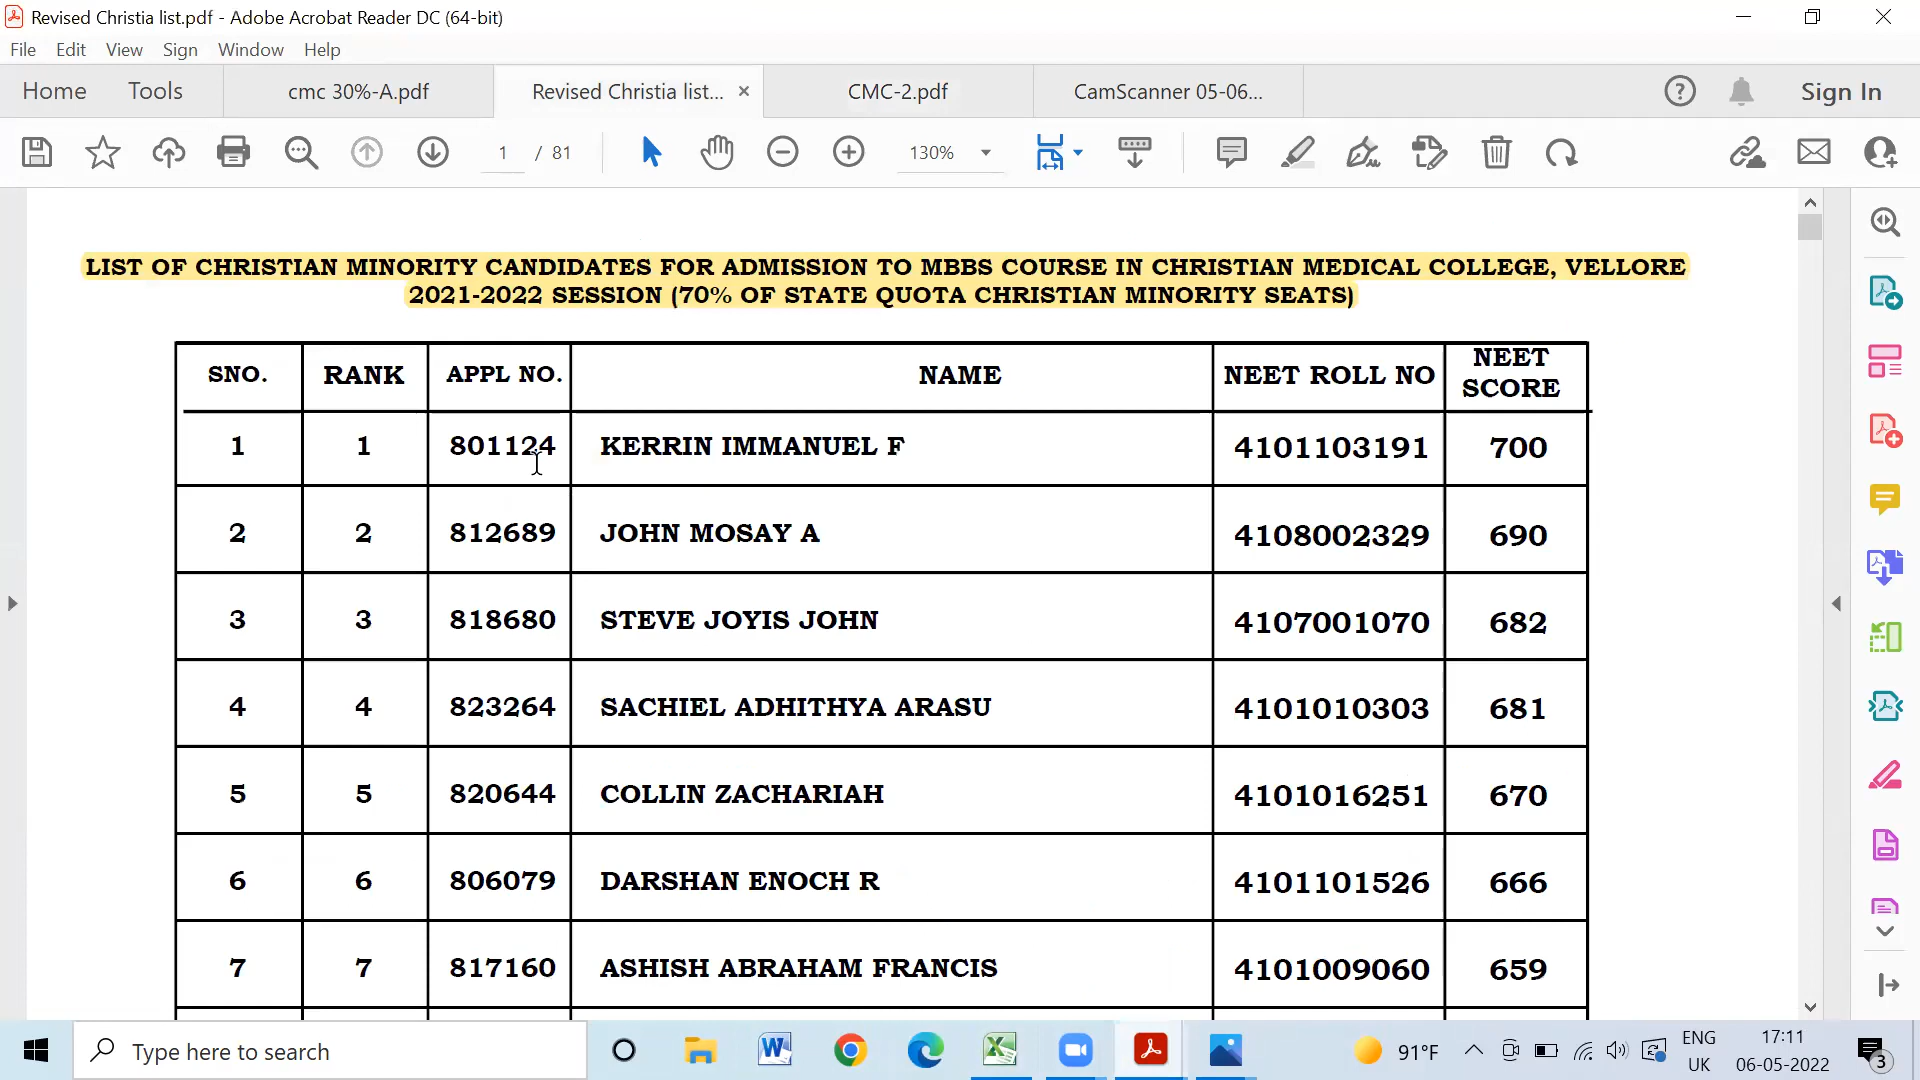 Revised Christia list.pdf - Adobe Acrobat Reader DC (64-bit)
File Edit View Sign Window Help
Home Tools cmc 30%-A.pdf Revised Christia list... × CMC-2.pdf CamScanner 05-06... Sign In
1 / 81 130%
LIST OF CHRISTIAN MINORITY CANDIDATES FOR ADMISSION TO MBBS COURSE IN CHRISTIAN MEDICAL COLLEGE, VELLORE
2021-2022 SESSION (70% OF STATE QUOTA CHRISTIAN MINORITY SEATS)
SNO. RANK APPL NO. NAME NEET ROLL NO NEET SCORE
1 1 801124 KERRIN IMMANUEL F 4101103191 700
2 2 812689 JOHN MOSAY A 4108002329 690
3 3 818680 STEVE JOYIS JOHN 4107001070 682
4 4 823264 SACHIEL ADHITHYA ARASU 4101010303 681
5 5 820644 COLLIN ZACHARIAH 4101016251 670
6 6 806079 DARSHAN ENOCH R 4101101526 666
7 7 817160 ASHISH ABRAHAM FRANCIS 4101009060 659
Type here to search 91°F ENG 17:11
UK 06-05-2022 3